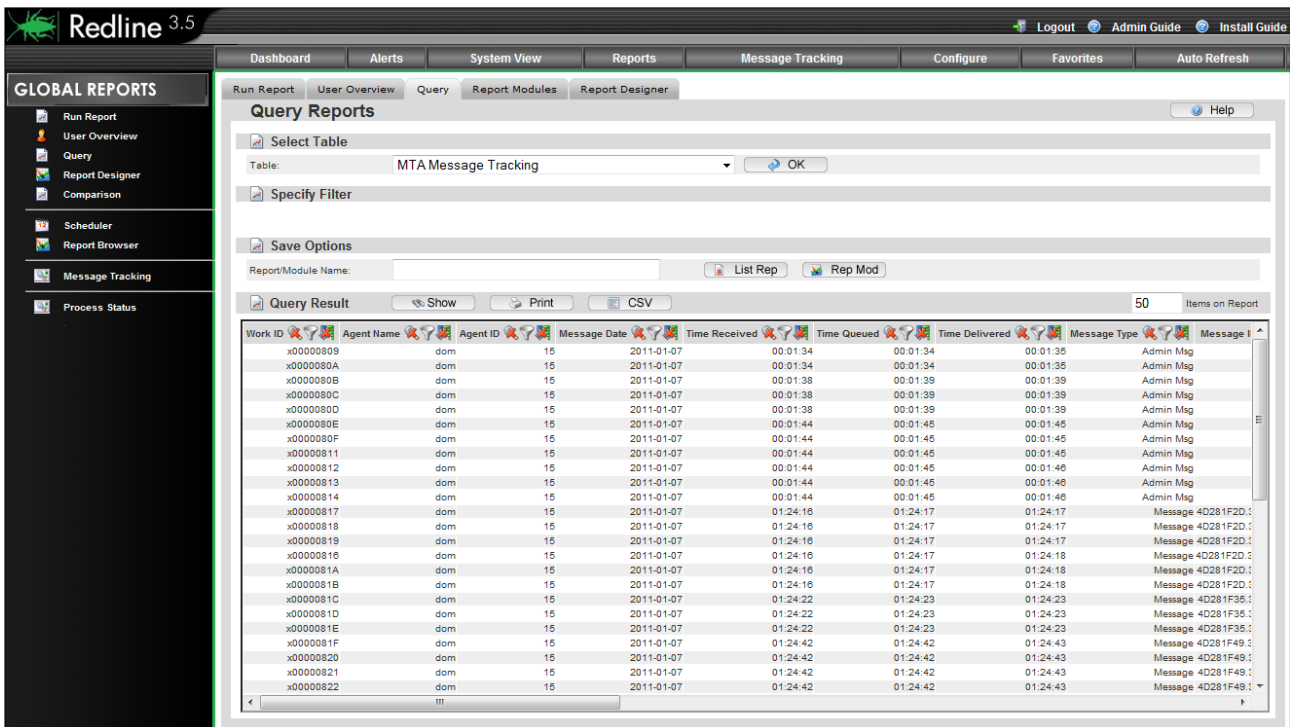 Redline 3.5
Logout Admin Guide Install Guide
Dashboard Alerts System View Reports Message Tracking Configure Favorites Auto Refresh
GLOBAL REPORTS
Run Report
User Overview
Query
Report Designer
Comparison
12 Scheduler
Report Browser
Message Tracking
Process Status
Run Report User Overview Query Report Modules Report Designer
Query Reports Help
Select Table
Table: MTA Message Tracking OK
Specify Filter
Save Options
Report/Module Name: List Rep Rep Mod
Query Result Show Print CSV 50 Items on Report
Work ID Agent Name Agent ID Message Date Time Received Time Queued Time Delivered Message Type Message I
x00000809 dom 15 2011-01-07 00:01:34 00:01:34 00:01:35 Admin Msg
x0000080A dom 15 2011-01-07 00:01:34 00:01:34 00:01:35 Admin Msg
x0000080B dom 15 2011-01-07 00:01:38 00:01:39 00:01:39 Admin Msg
x0000080C dom 15 2011-01-07 00:01:38 00:01:39 00:01:39 Admin Msg
x0000080D dom 15 2011-01-07 00:01:38 00:01:39 00:01:39 Admin Msg
x0000080E dom 15 2011-01-07 00:01:44 00:01:45 00:01:45 Admin Msg
x0000080F dom 15 2011-01-07 00:01:44 00:01:45 00:01:45 Admin Msg
x00000811 dom 15 2011-01-07 00:01:44 00:01:45 00:01:45 Admin Msg
x00000812 dom 15 2011-01-07 00:01:44 00:01:45 00:01:46 Admin Msg
x00000813 dom 15 2011-01-07 00:01:44 00:01:45 00:01:46 Admin Msg
x00000814 dom 15 2011-01-07 00:01:44 00:01:45 00:01:46 Admin Msg
x00000817 dom 15 2011-01-07 01:24:16 01:24:17 01:24:17 Message 4D281F2D.
x00000818 dom 15 2011-01-07 01:24:16 01:24:17 01:24:17 Message 4D281F2D.
x00000819 dom 15 2011-01-07 01:24:16 01:24:17 01:24:17 Message 4D281F2D.
x00000816 dom 15 2011-01-07 01:24:16 01:24:17 01:24:18 Message 4D281F2D.
x0000081A dom 15 2011-01-07 01:24:16 01:24:17 01:24:18 Message 4D281F2D.
x0000081B dom 15 2011-01-07 01:24:16 01:24:17 01:24:18 Message 4D281F2D.
x0000081C dom 15 2011-01-07 01:24:22 01:24:23 01:24:23 Message 4D281F35.
x0000081D dom 15 2011-01-07 01:24:22 01:24:23 01:24:23 Message 4D281F35.
x0000081E dom 15 2011-01-07 01:24:22 01:24:23 01:24:23 Message 4D281F35.
x0000081F dom 15 2011-01-07 01:24:42 01:24:42 01:24:43 Message 4D281F49.
x00000820 dom 15 2011-01-07 01:24:42 01:24:42 01:24:43 Message 4D281F49.
x00000821 dom 15 2011-01-07 01:24:42 01:24:42 01:24:43 Message 4D281F49.
x00000822 dom 15 2011-01-07 01:24:42 01:24:42 01:24:43 Message 4D281F49.